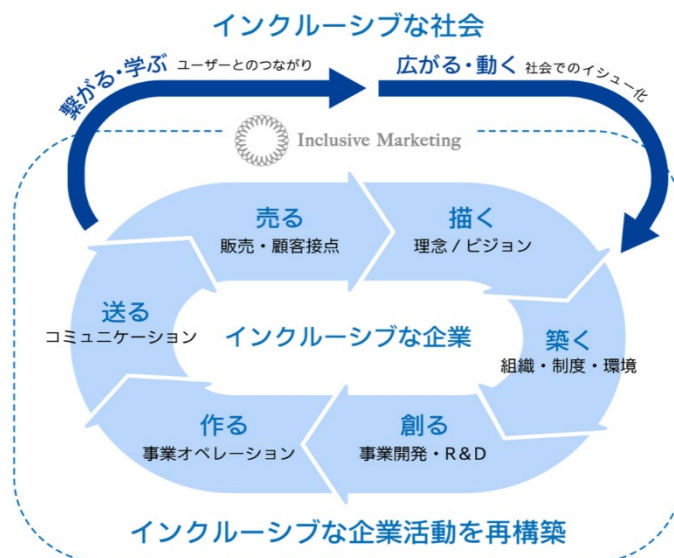 インクルーシブな社会
繋がる・学ぶ ユーザーとのつながり
広がる・動く 社会でのイシュー化
Inclusive Marketing
売る
販売・顧客接点
描く
理念 / ビジョン
送る
コミュニケーション
インクルーシブな企業
築く
組織・制度・環境
作る
事業オペレーション
創る
事業開発・R&D
インクルーシブな企業活動を再構築